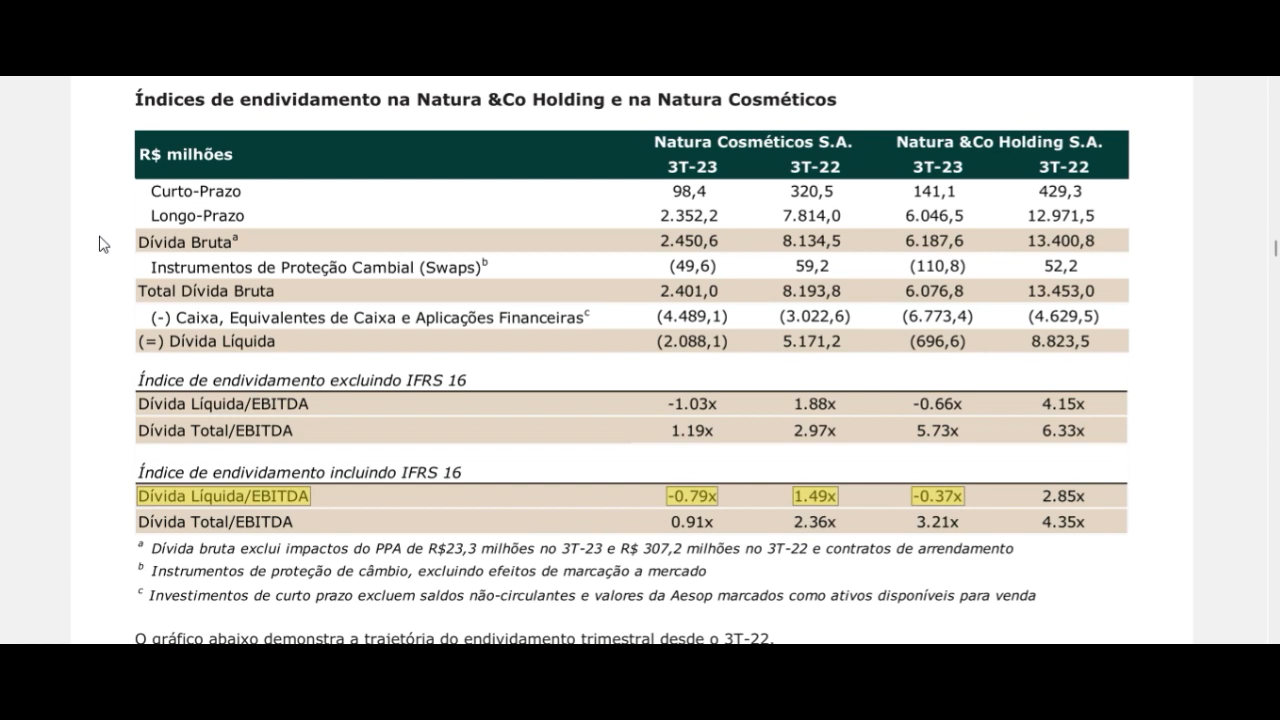 Índices de endividamento na Natura &Co Holding e na Natura Cosméticos
R$ milhões Natura Cosméticos S.A. Natura &Co Holding S.A.
3T-23 3T-22 3T-23 3T-22
Curto-Prazo 98,4 320,5 141,1 429,3
Longo-Prazo 2.352,2 7.814,0 6.046,5 12.971,5
Dívida Brutaª 2.450,6 8.134,5 6.187,6 13.400,8
Instrumentos de Proteção Cambial (Swaps)ᵇ (49,6) 59,2 (110,8) 52,2
Total Dívida Bruta 2.401,0 8.193,8 6.076,8 13.453,0
(-) Caixa, Equivalentes de Caixa e Aplicações Financeirasᶜ (4.489,1) (3.022,6) (6.773,4) (4.629,5)
(=) Dívida Líquida (2.088,1) 5.171,2 (696,6) 8.823,5
Índice de endividamento excluindo IFRS 16
Dívida Líquida/EBITDA -1.03x 1.88x -0.66x 4.15x
Dívida Total/EBITDA 1.19x 2.97x 5.73x 6.33x
Índice de endividamento incluindo IFRS 16
Dívida Líquida/EBITDA -0.79x 1.49x -0.37x 2.85x
Dívida Total/EBITDA 0.91x 2.36x 3.21x 4.35x
ª Dívida bruta exclui impactos do PPA de R$23,3 milhões no 3T-23 e R$ 307,2 milhões no 3T-22 e contratos de arrendamento
ᵇ Instrumentos de proteção de câmbio, excluindo efeitos de marcação a mercado
ᶜ Investimentos de curto prazo excluem saldos não-circulantes e valores da Aesop marcados como ativos disponíveis para venda
O gráfico abaixo demonstra a trajetória do endividamento trimestral desde o 3T-22.